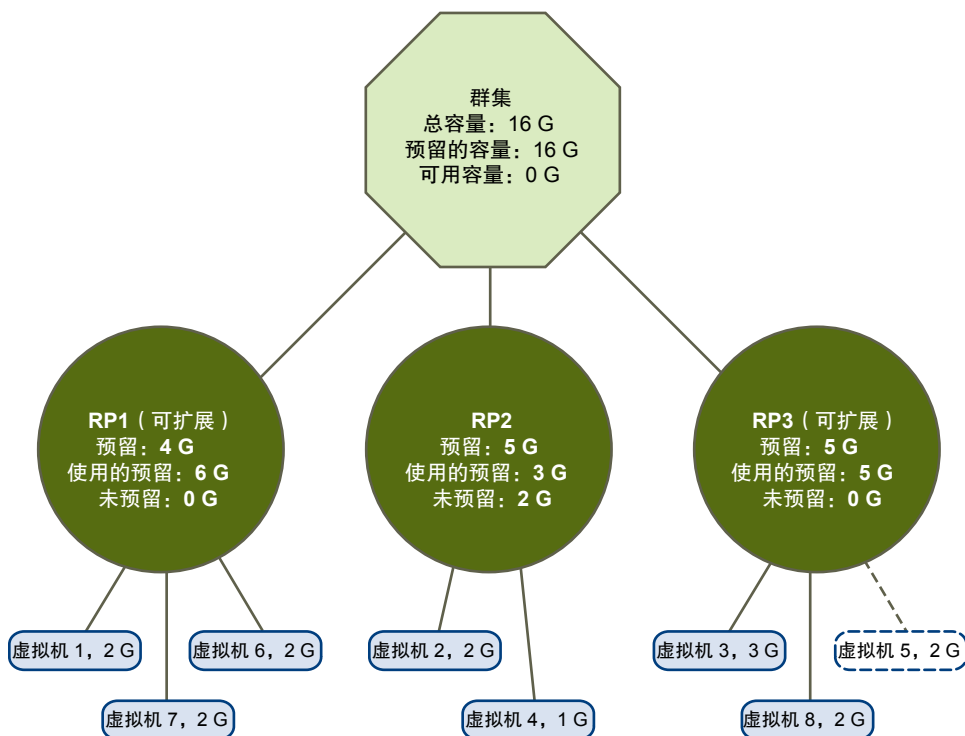 群集
总容量：16 G
预留的容量：16 G
可用容量：0 G
RP1（可扩展）
预留：4 G
使用的预留：6 G
未预留：0 G
RP2
预留：5 G
使用的预留：3 G
未预留：2 G
RP3（可扩展）
预留：5 G
使用的预留：5 G
未预留：0 G
虚拟机 1，2 G
虚拟机 6，2 G
虚拟机 2，2 G
虚拟机 3，3 G
虚拟机 5，2 G
虚拟机 7，2 G
虚拟机 4，1 G
虚拟机 8，2 G